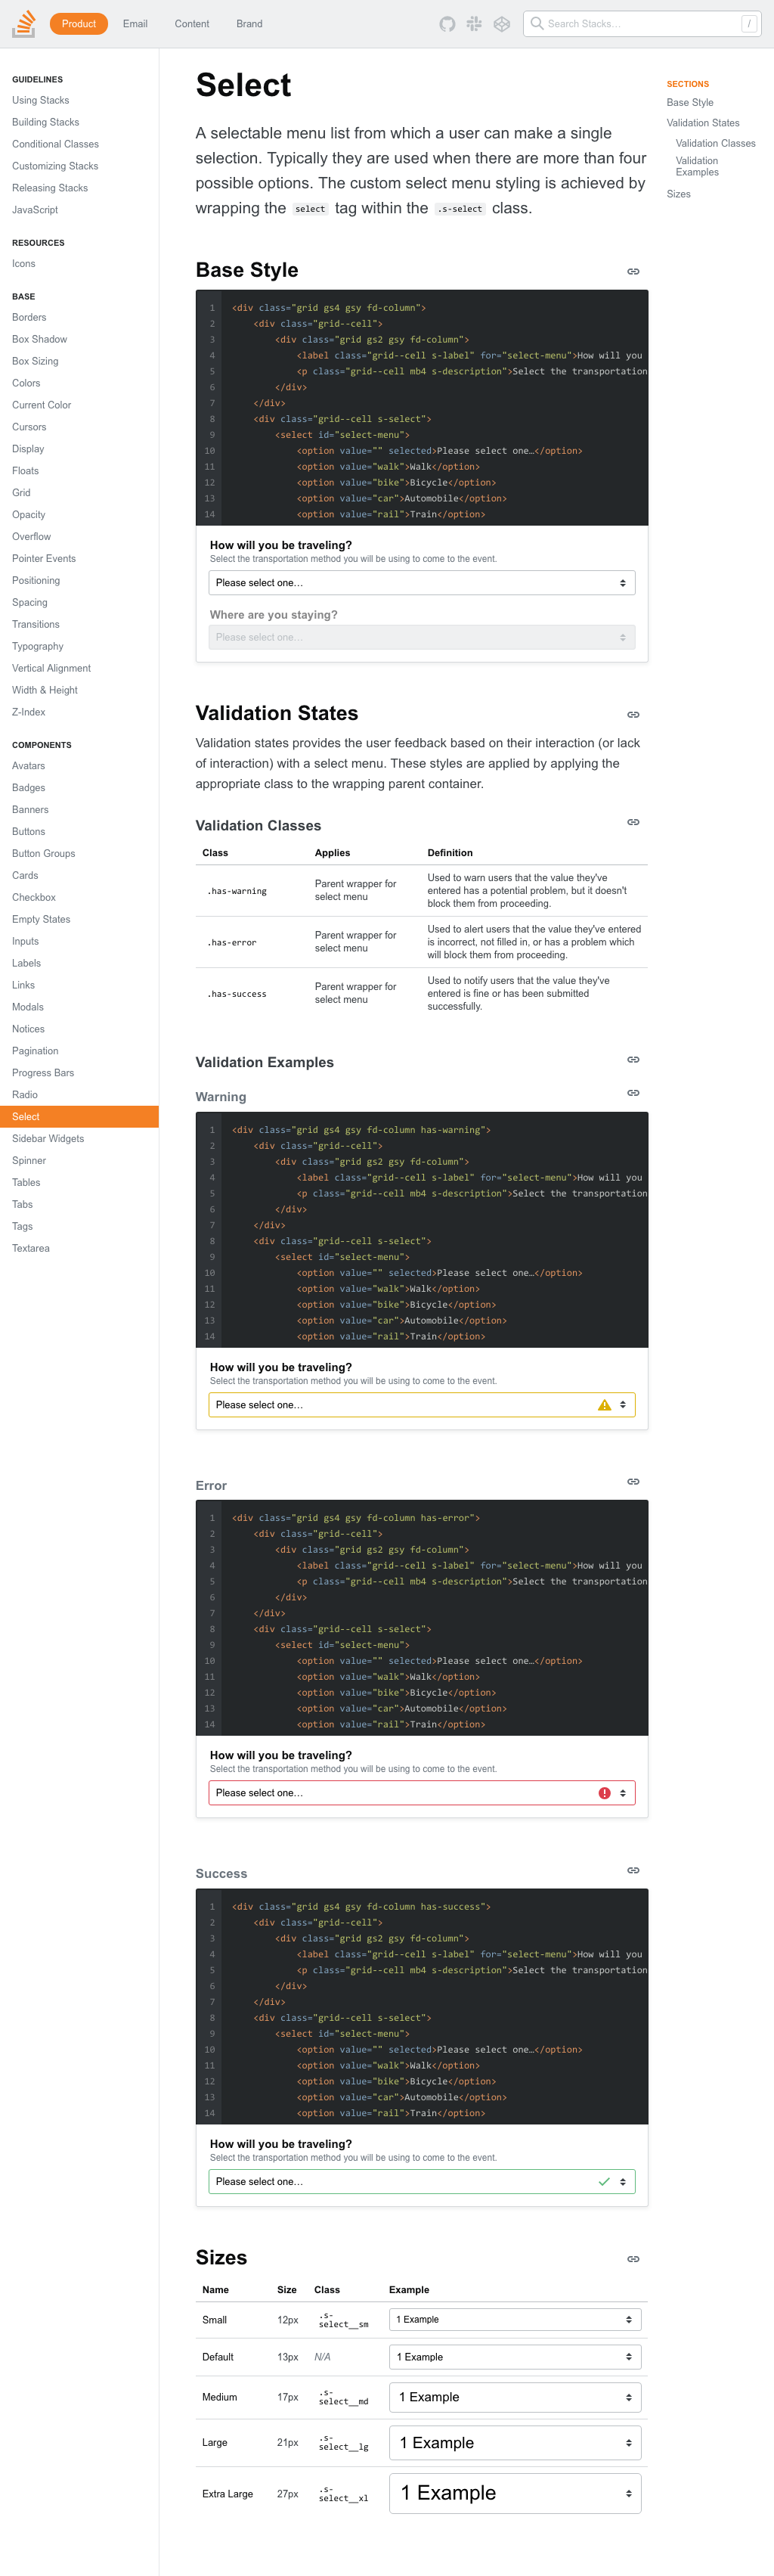 Product Email Content Brand
Search Stacks… /
GUIDELINES
Using Stacks
Building Stacks
Conditional Classes
Customizing Stacks
Releasing Stacks
JavaScript
RESOURCES
Icons
BASE
Borders
Box Shadow
Box Sizing
Colors
Current Color
Cursors
Display
Floats
Grid
Opacity
Overflow
Pointer Events
Positioning
Spacing
Transitions
Typography
Vertical Alignment
Width & Height
Z-Index
COMPONENTS
Avatars
Badges
Banners
Buttons
Button Groups
Cards
Checkbox
Empty States
Inputs
Labels
Links
Modals
Notices
Pagination
Progress Bars
Radio
Select
Sidebar Widgets
Spinner
Tables
Tabs
Tags
Textarea
Select
A selectable menu list from which a user can make a single
selection. Typically they are used when there are more than four
possible options. The custom select menu styling is achieved by
wrapping the select tag within the .s-select class.
SECTIONS
Base Style
Validation States
Validation Classes
Validation
Examples
Sizes
Base Style
1 <div class="grid gs4 gsy fd-column">
2 <div class="grid--cell">
3 <div class="grid gs2 gsy fd-column">
4 <label class="grid--cell s-label" for="select-menu">How will you
5 <p class="grid--cell mb4 s-description">Select the transportation
6 </div>
7 </div>
8 <div class="grid--cell s-select">
9 <select id="select-menu">
10 <option value="" selected>Please select one…</option>
11 <option value="walk">Walk</option>
12 <option value="bike">Bicycle</option>
13 <option value="car">Automobile</option>
14 <option value="rail">Train</option>
How will you be traveling?
Select the transportation method you will be using to come to the event.
Please select one…
Where are you staying?
Please select one…
Validation States
Validation states provides the user feedback based on their interaction (or lack
of interaction) with a select menu. These styles are applied by applying the
appropriate class to the wrapping parent container.
Validation Classes
Class Applies Definition
.has-warning
Parent wrapper for
select menu
Used to warn users that the value they've
entered has a potential problem, but it doesn't
block them from proceeding.
.has-error
Parent wrapper for
select menu
Used to alert users that the value they've entered
is incorrect, not filled in, or has a problem which
will block them from proceeding.
.has-success
Parent wrapper for
select menu
Used to notify users that the value they've
entered is fine or has been submitted
successfully.
Validation Examples
Warning
1 <div class="grid gs4 gsy fd-column has-warning">
2 <div class="grid--cell">
3 <div class="grid gs2 gsy fd-column">
4 <label class="grid--cell s-label" for="select-menu">How will you
5 <p class="grid--cell mb4 s-description">Select the transportation
6 </div>
7 </div>
8 <div class="grid--cell s-select">
9 <select id="select-menu">
10 <option value="" selected>Please select one…</option>
11 <option value="walk">Walk</option>
12 <option value="bike">Bicycle</option>
13 <option value="car">Automobile</option>
14 <option value="rail">Train</option>
How will you be traveling?
Select the transportation method you will be using to come to the event.
Please select one…
Error
1 <div class="grid gs4 gsy fd-column has-error">
2 <div class="grid--cell">
3 <div class="grid gs2 gsy fd-column">
4 <label class="grid--cell s-label" for="select-menu">How will you
5 <p class="grid--cell mb4 s-description">Select the transportation
6 </div>
7 </div>
8 <div class="grid--cell s-select">
9 <select id="select-menu">
10 <option value="" selected>Please select one…</option>
11 <option value="walk">Walk</option>
12 <option value="bike">Bicycle</option>
13 <option value="car">Automobile</option>
14 <option value="rail">Train</option>
How will you be traveling?
Select the transportation method you will be using to come to the event.
Please select one…
Success
1 <div class="grid gs4 gsy fd-column has-success">
2 <div class="grid--cell">
3 <div class="grid gs2 gsy fd-column">
4 <label class="grid--cell s-label" for="select-menu">How will you
5 <p class="grid--cell mb4 s-description">Select the transportation
6 </div>
7 </div>
8 <div class="grid--cell s-select">
9 <select id="select-menu">
10 <option value="" selected>Please select one…</option>
11 <option value="walk">Walk</option>
12 <option value="bike">Bicycle</option>
13 <option value="car">Automobile</option>
14 <option value="rail">Train</option>
How will you be traveling?
Select the transportation method you will be using to come to the event.
Please select one…
Sizes
Name Size Class Example
Small 12px .s-
select__sm 1 Example
Default 13px N/A 1 Example
Medium 17px .s-
select__md 1 Example
Large 21px .s-
select__lg 1 Example
Extra Large 27px .s-
select__xl 1 Example